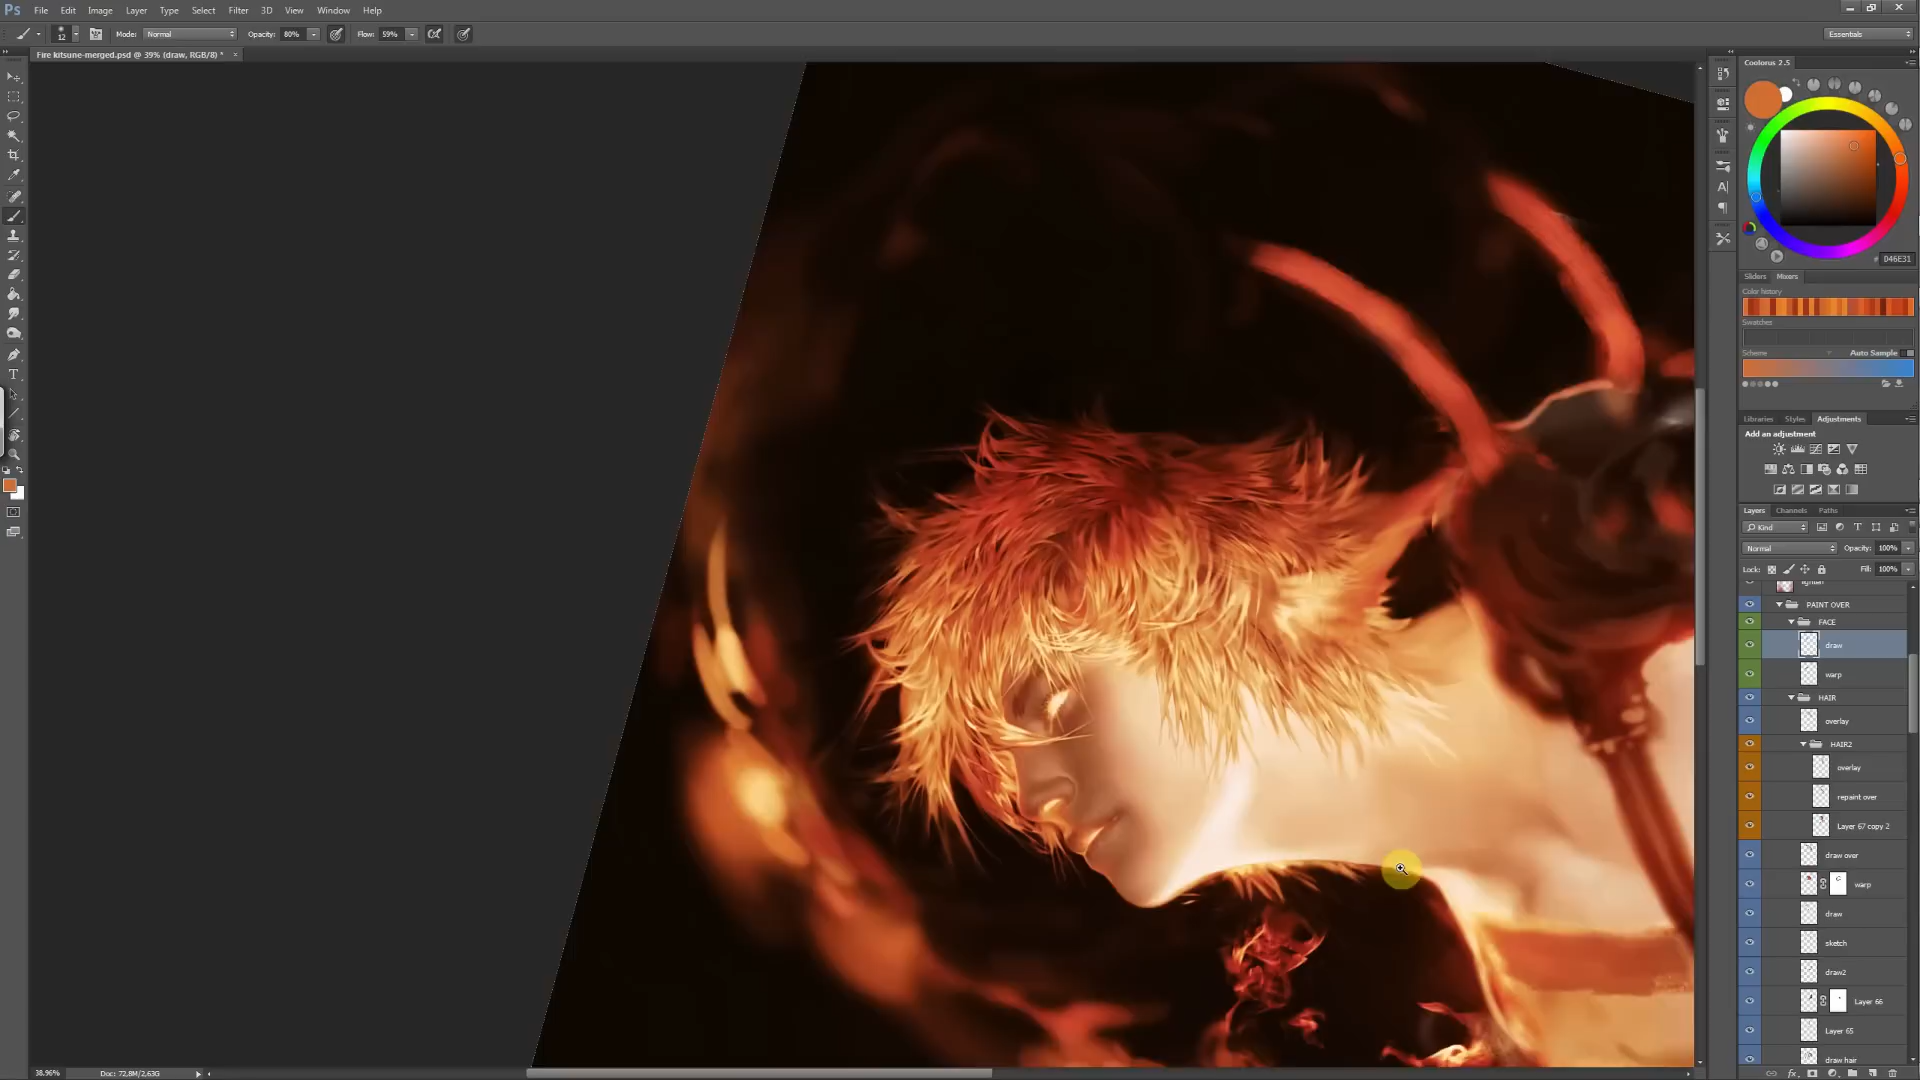 Ps File Edit Image Layer Type Select Filter 3D View Window Help
12 Mode: Normal Opacity: 80% Flow: 59% Essentials
Fire kitsune-merged.psd @ 39% (draw, RGB/8) * ×
Coolorus 2.5
D46E31
Sliders Mixers
Color history
Swatches
Scheme Auto Sample
Libraries Styles Adjustments
Add an adjustment
Layers Channels Paths
Kind
Normal Opacity: 100%
Lock: Fill: 100%
PAINT OVER
FACE
draw
warp
HAIR
overlay
HAIR2
overlay
repaint over
Layer 67 copy 2
draw over
warp
draw
sketch
draw2
Layer 66
Layer 65
draw hair
38.96% Doc: 72,8M/2,63G